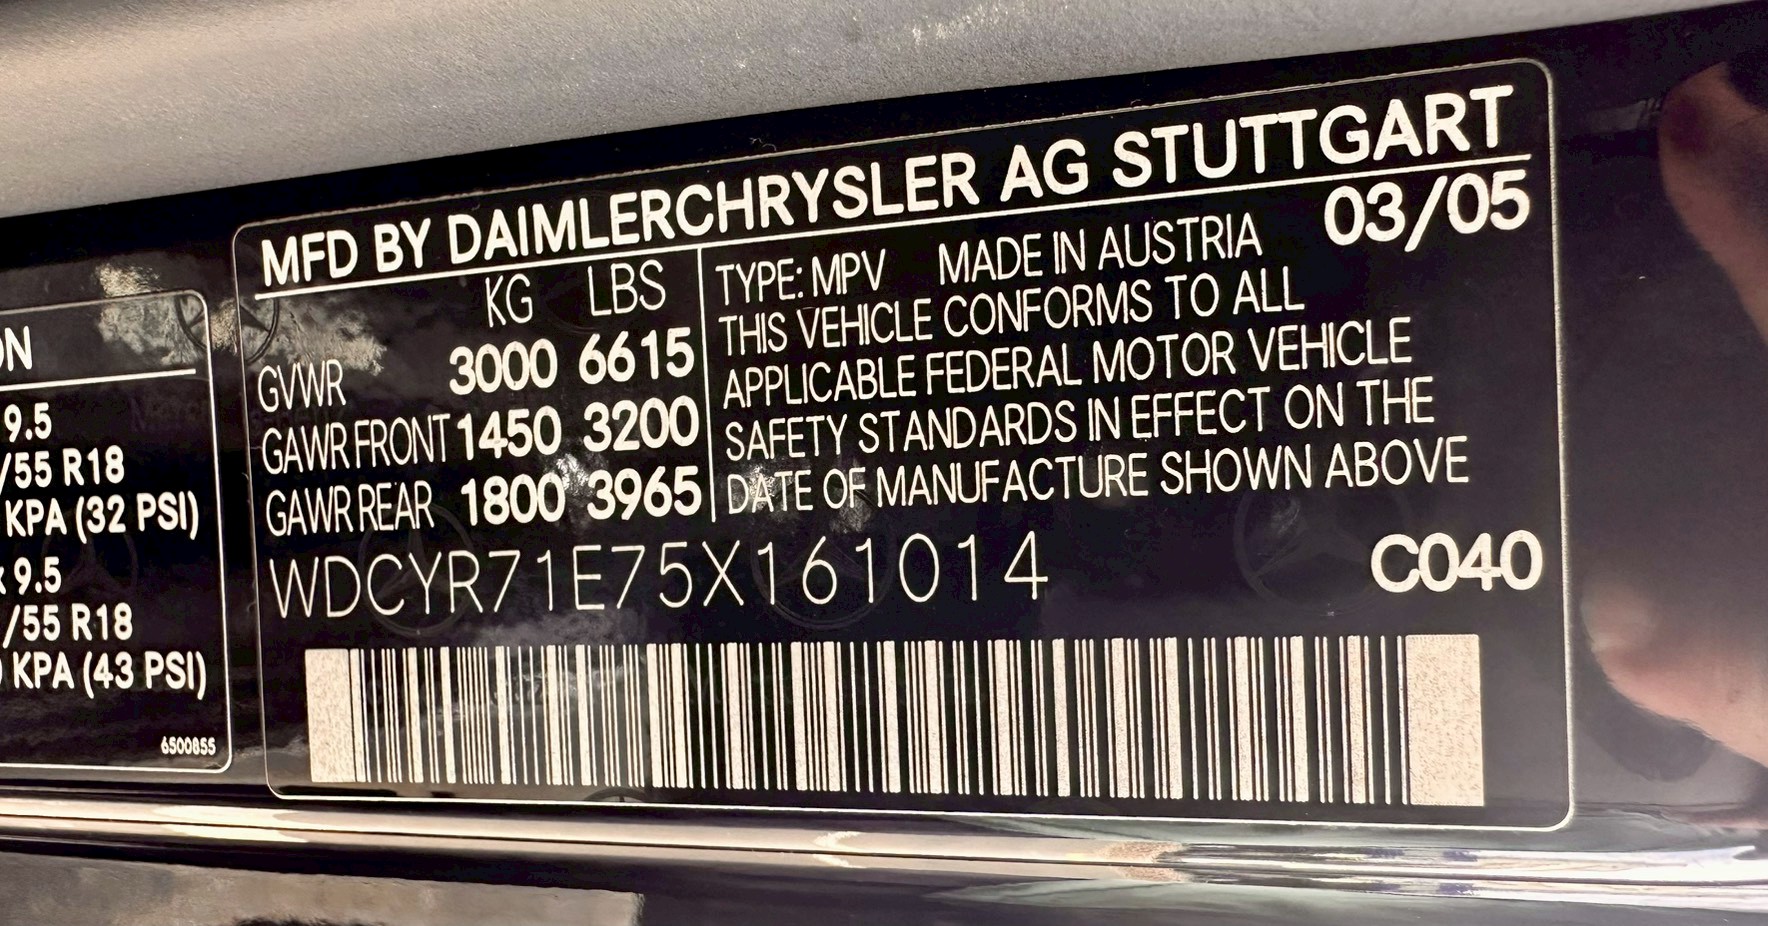 MFD BY DAIMLERCHRYSLER AG STUTTGART
03/05
KG LBS
GVWR 3000 6615
GAWR FRONT 1450 3200
GAWR REAR 1800 3965
TYPE: MPV MADE IN AUSTRIA
THIS VEHICLE CONFORMS TO ALL
APPLICABLE FEDERAL MOTOR VEHICLE
SAFETY STANDARDS IN EFFECT ON THE
DATE OF MANUFACTURE SHOWN ABOVE
WDCYR71E75X161014
C040
9.5
/55 R18
KPA (32 PSI)
x 9.5
/55 R18
KPA (43 PSI)
6500855